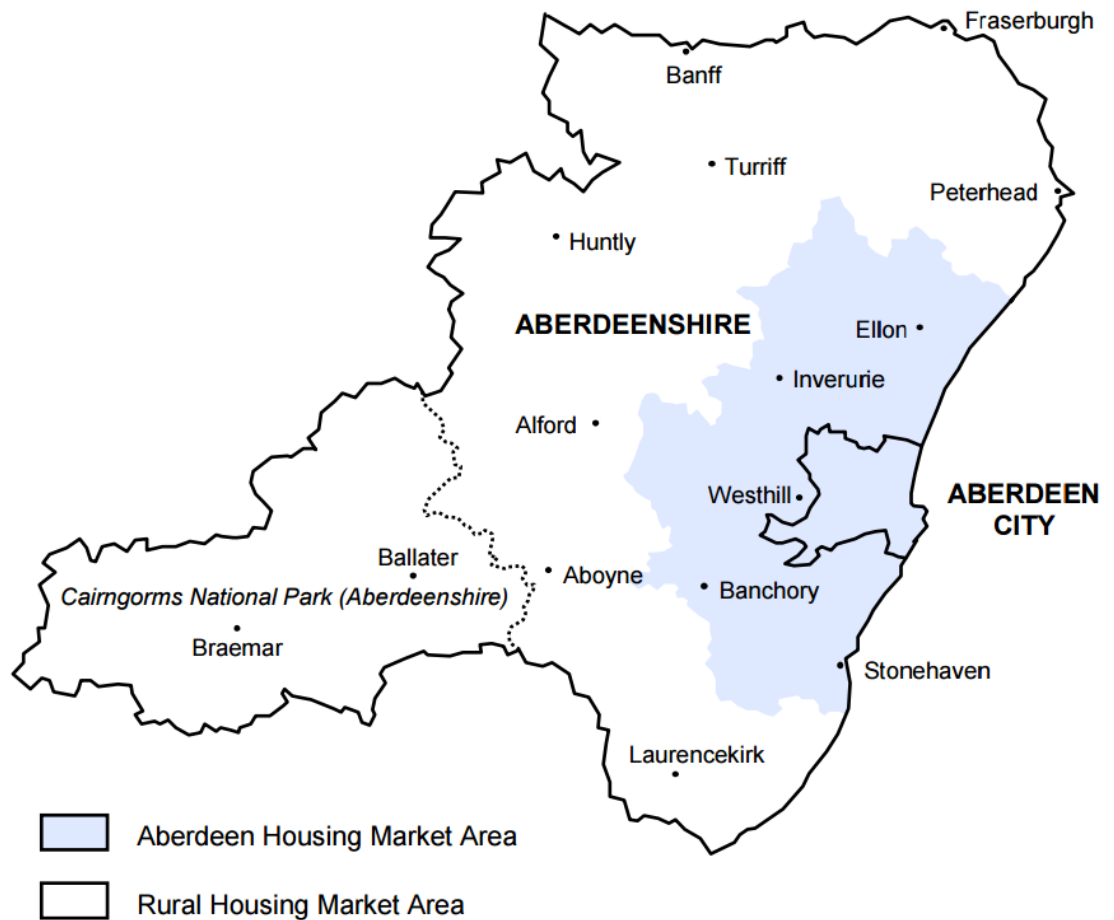 Fraserburgh
Banff
Turriff
Peterhead
Huntly
ABERDEENSHIRE
Ellon
Inverurie
Alford
Westhill
ABERDEEN
CITY
Ballater
Aboyne
Banchory
Cairngorms National Park (Aberdeenshire)
Braemar
Stonehaven
Laurencekirk
Aberdeen Housing Market Area
Rural Housing Market Area